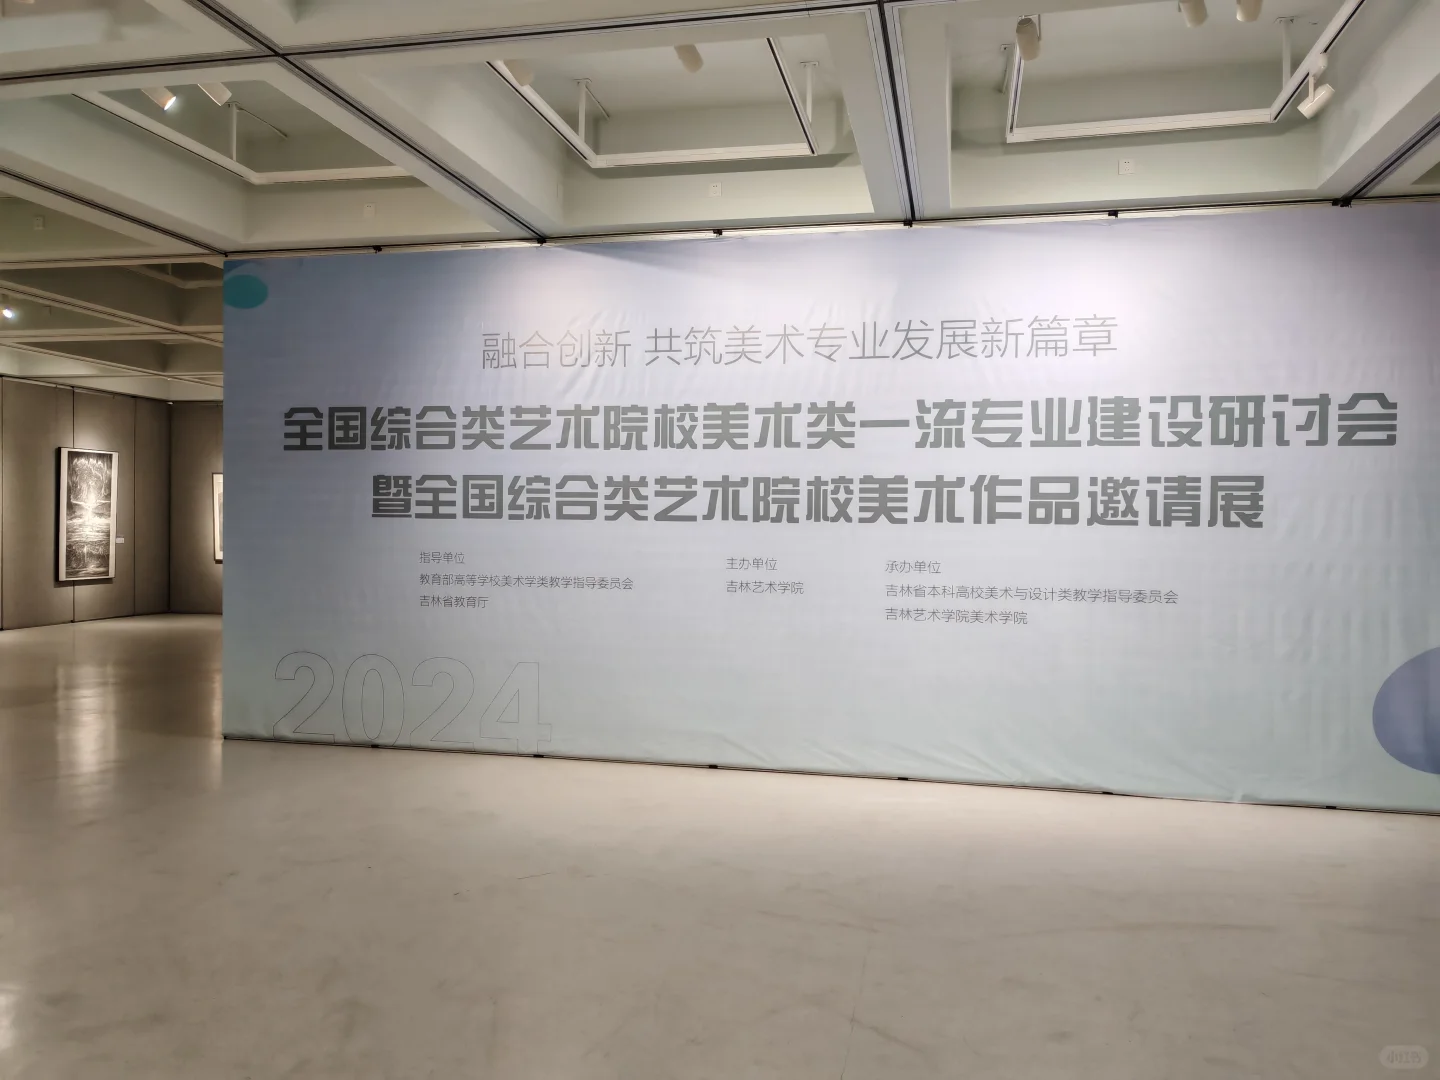 融合创新 共筑美术专业发展新篇章
全国综合类艺术院校美术类一流专业建设研讨会
暨全国综合类艺术院校美术作品邀请展
指导单位
教育部高等学校美术学类教学指导委员会
吉林省教育厅
主办单位
吉林艺术学院
承办单位
吉林省本科高校美术与设计类教学指导委员会
吉林艺术学院美术学院
2024
小红书